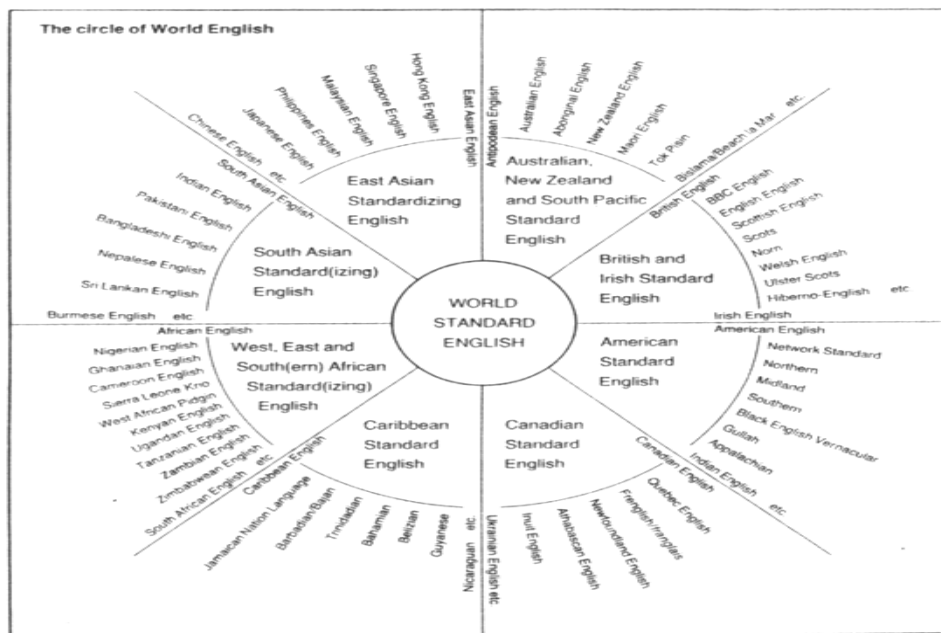 The circle of World English
East Asian
Standardizing
English
East Asian English
Hong Kong English
Singapore English
Malaysian English
Philippines English
Japanese English
Chinese English
etc
Australian,
New Zealand
and South Pacific
Standard
English
Antipodean English
Australian English
Aboriginal English
New Zealand English
Maori English
Tok Pisin
Bislama/Beach la Mar etc.
British and
Irish Standard
English
British English
BBC English
English English
Scottish English
Scots
Norn
Welsh English
Ulster Scots
Hiberno-English etc
Irish English
American
Standard
English
American English
Network Standard
Northern
Midland
Southern
Black English Vernacular
Gullah
Appalachian
Indian English etc
Canadian
Standard
English
Canadian English
Quebec English
Frenglish/franglais
Newfoundland English
Athabascan English
Inuit English
Ukrainian English etc
Caribbean
Standard
English
Caribbean English
Jamaican Nation Language
Barbadian/Bajan
Trinidadian
Bahamian
Belizian
Guyanese
Nicaraguan etc
West, East and
South(ern) African
Standard(izing)
English
African English
Nigerian English
Ghanaian English
Cameroon English
Sierra Leone Krio
West African Pidgin
Kenyan English
Ugandan English
Tanzanian English
Zambian English
Zimbabwean English
South African English etc
South Asian
Standard(izing)
English
South Asian English
Indian English
Pakistani English
Bangladeshi English
Nepalese English
Sri Lankan English
Burmese English etc
WORLD
STANDARD
ENGLISH